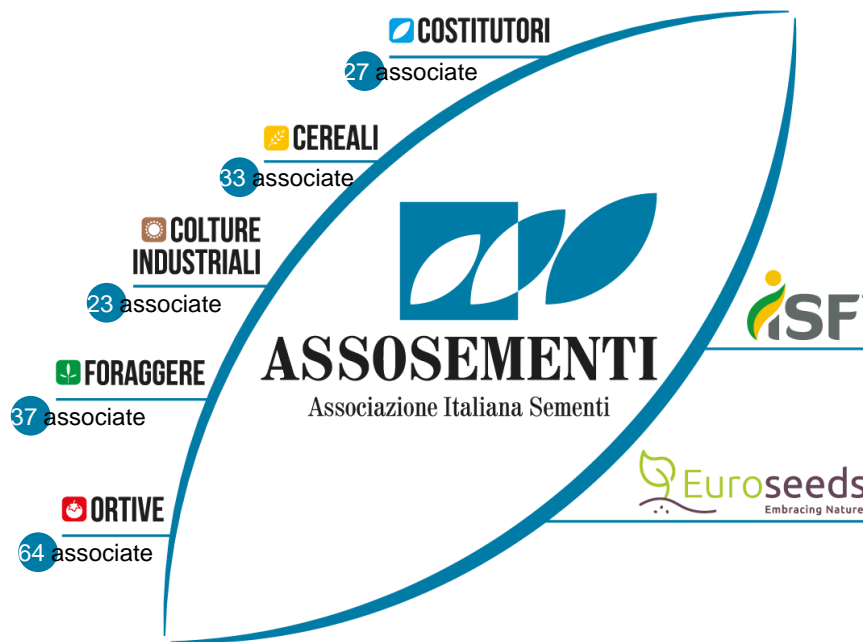 COSTITUTORI
27 associate
CEREALI
33 associate
COLTURE
INDUSTRIALI
23 associate
FORAGGERE
37 associate
ORTIVE
64 associate
ASSOSEMENTI
Associazione Italiana Sementi
iSF
Euroseeds
Embracing Nature